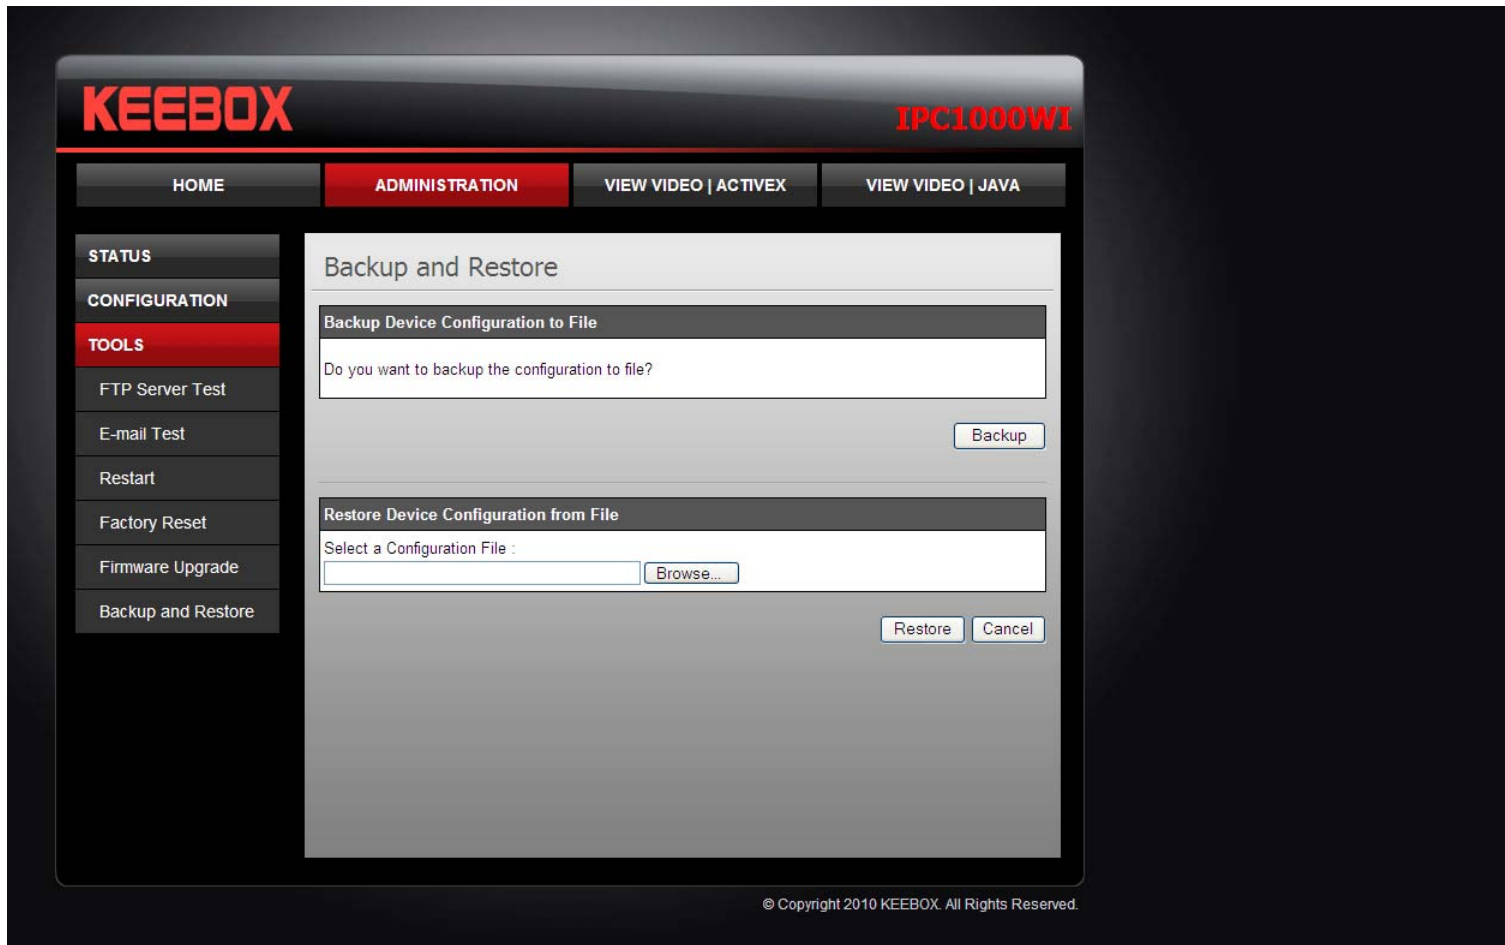 KEEBOX
IPC1000WI
HOME
ADMINISTRATION
VIEW VIDEO | ACTIVEX
VIEW VIDEO | JAVA
STATUS
CONFIGURATION
TOOLS
FTP Server Test
E-mail Test
Restart
Factory Reset
Firmware Upgrade
Backup and Restore
Backup and Restore
Backup Device Configuration to File
Do you want to backup the configuration to file?
Backup
Restore Device Configuration from File
Select a Configuration File :
Browse...
Restore
Cancel
© Copyright 2010 KEEBOX. All Rights Reserved.